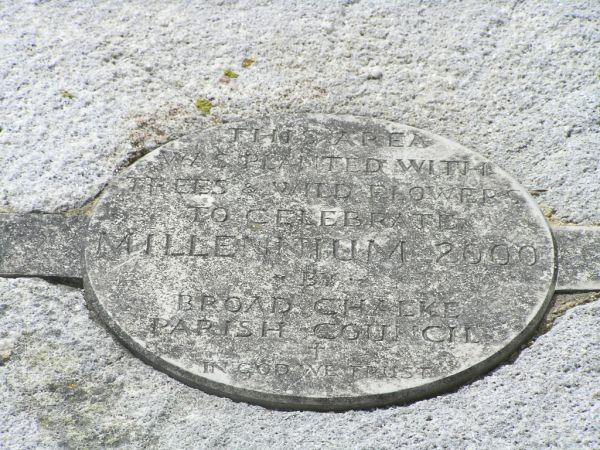 THIS AREA
WAS PLANTED WITH
TREES & WILD FLOWERS
TO CELEBRATE
MILLENNIUM 2000
- BY -
BROAD CHALKE
PARISH COUNCIL
†
IN GOD WE TRUST